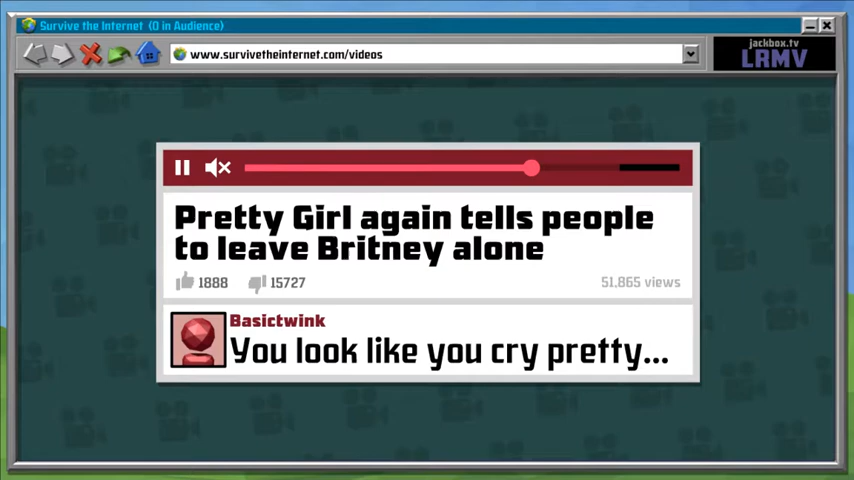 Survive the Internet (0 in Audience)
www.survivetheinternet.com/videos
jackbox.tv
LRMV
Pretty Girl again tells people
to leave Britney alone
1888 15727 51,865 views
Basictwink
You look like you cry pretty...